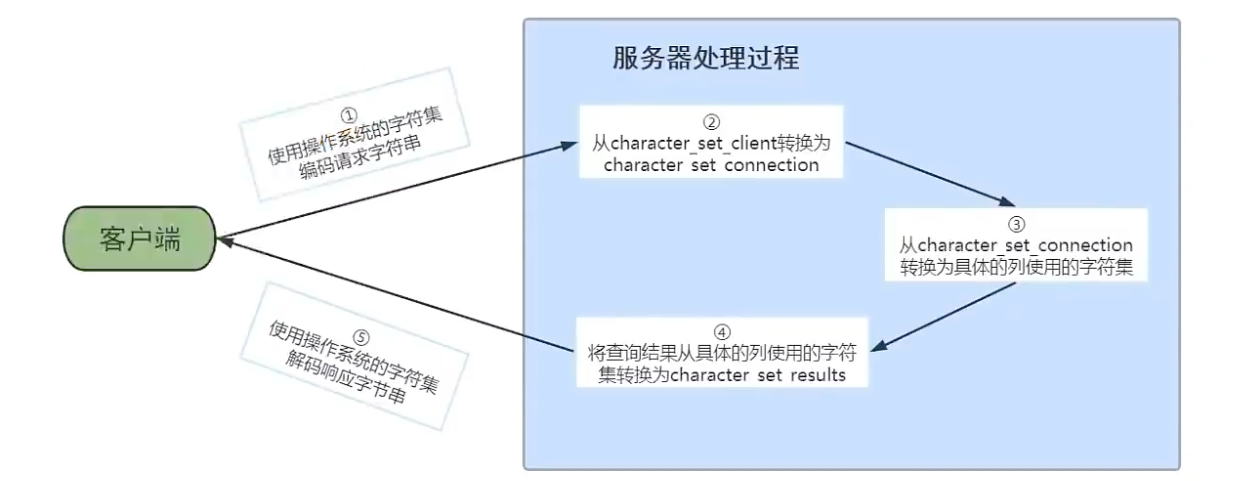 服务器处理过程
①
使用操作系统的字符集
编码请求字符串
②
从character_set_client转换为
character_set_connection
③
从character_set_connection
转换为具体的列使用的字符集
客户端
④
将查询结果从具体的列使用的字符
集转换为character_set_results
⑤
使用操作系统的字符集
解码响应字节串